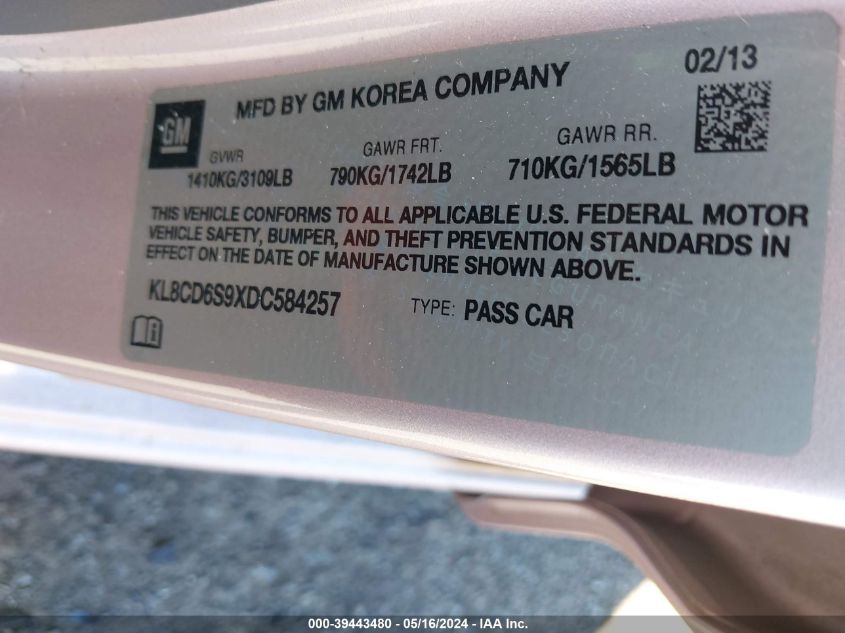 02/13
MFD BY GM KOREA COMPANY
GM
GVWR GAWR FRT. GAWR RR.
1410KG/3109LB 790KG/1742LB 710KG/1565LB
THIS VEHICLE CONFORMS TO ALL APPLICABLE U.S. FEDERAL MOTOR
VEHICLE SAFETY, BUMPER, AND THEFT PREVENTION STANDARDS IN
EFFECT ON THE DATE OF MANUFACTURE SHOWN ABOVE.
KL8CD6S9XDC584257 TYPE: PASS CAR
000-39443480 - 05/16/2024 - IAA Inc.